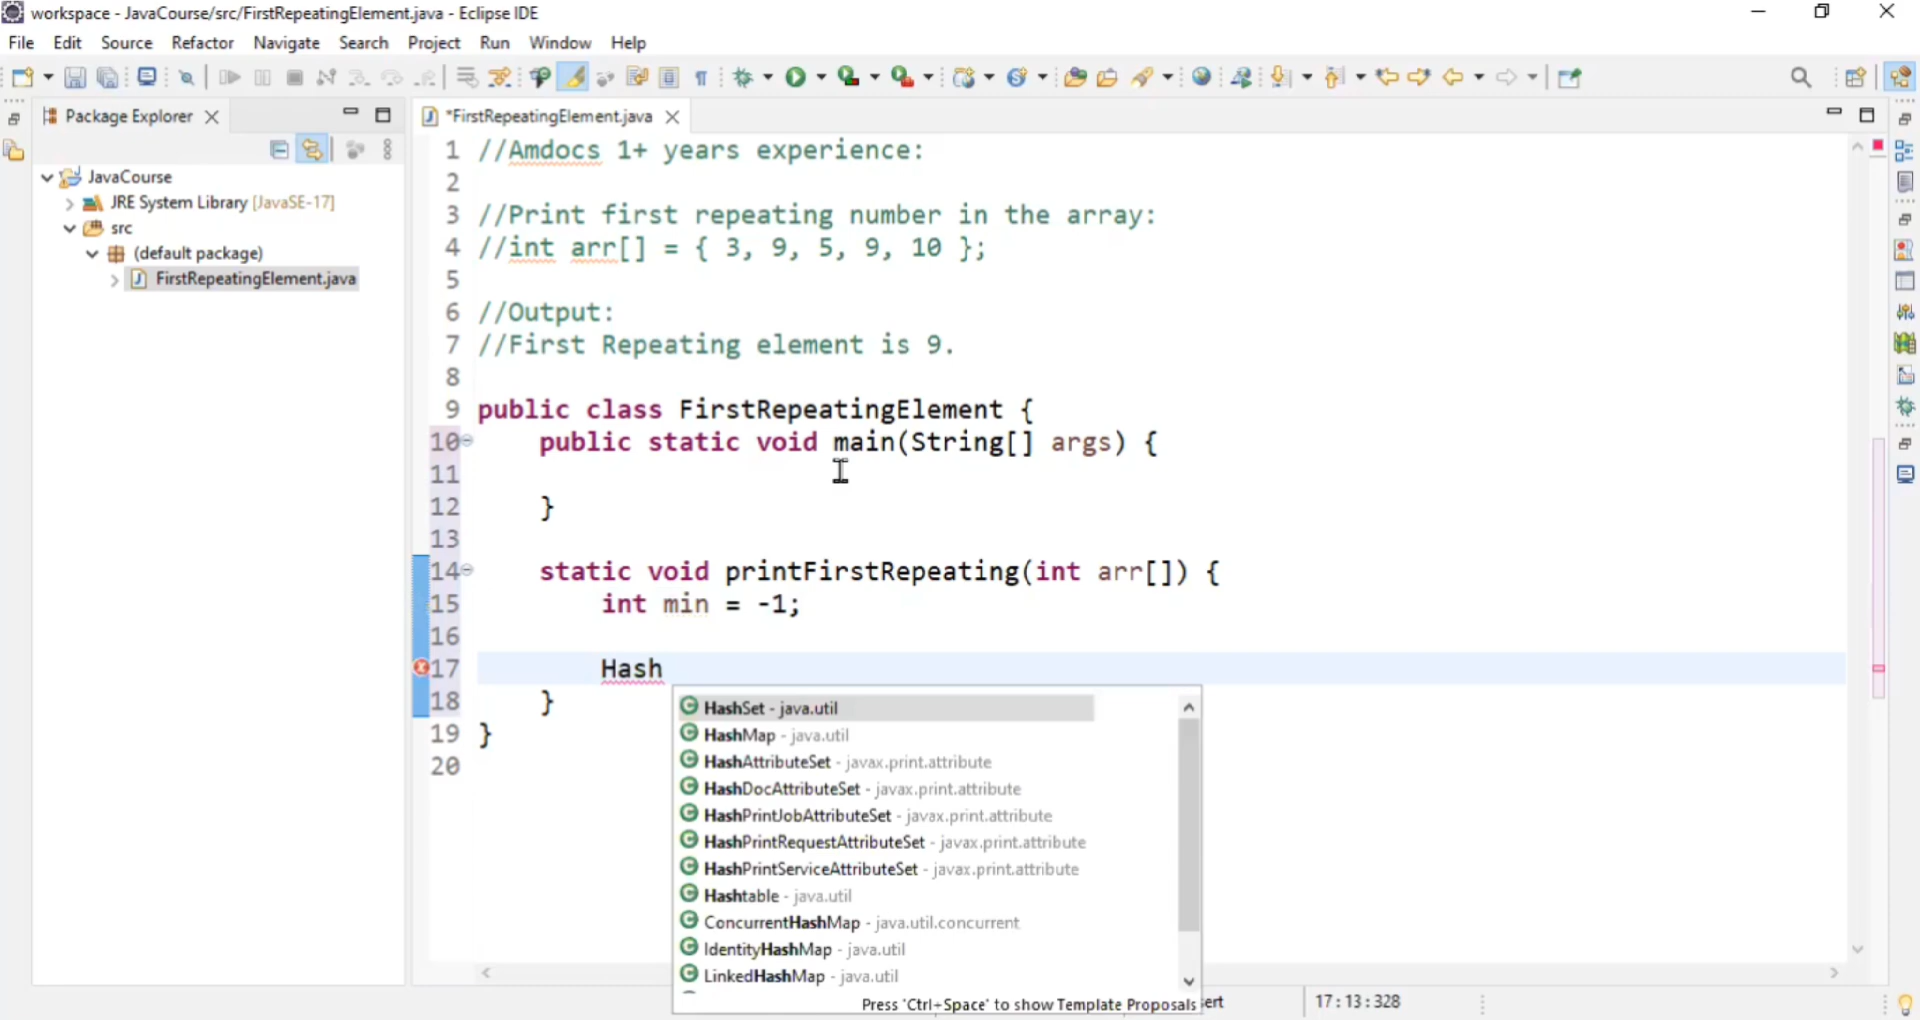 workspace - JavaCourse/src/FirstRepeatingElement.java - Eclipse IDE
File Edit Source Refactor Navigate Search Project Run Window Help
Package Explorer
*FirstRepeatingElement.java
JavaCourse
JRE System Library [JavaSE-17]
src
(default package)
FirstRepeatingElement.java
1 //Amdocs 1+ years experience:
2
3 //Print first repeating number in the array:
4 //int arr[] = { 3, 9, 5, 9, 10 };
5
6 //Output:
7 //First Repeating element is 9.
8
9 public class FirstRepeatingElement {
10 public static void main(String[] args) {
11
12 }
13
14 static void printFirstRepeating(int arr[]) {
15 int min = -1;
16
17 Hash
18 }
19 }
20
HashSet - java.util
HashMap - java.util
HashAttributeSet - javax.print.attribute
HashDocAttributeSet - javax.print.attribute
HashPrintJobAttributeSet - javax.print.attribute
HashPrintRequestAttributeSet - javax.print.attribute
HashPrintServiceAttributeSet - javax.print.attribute
Hashtable - java.util
ConcurrentHashMap - java.util.concurrent
IdentityHashMap - java.util
LinkedHashMap - java.util
Press 'Ctrl+Space' to show Template Proposals
ert
17 : 13 : 328